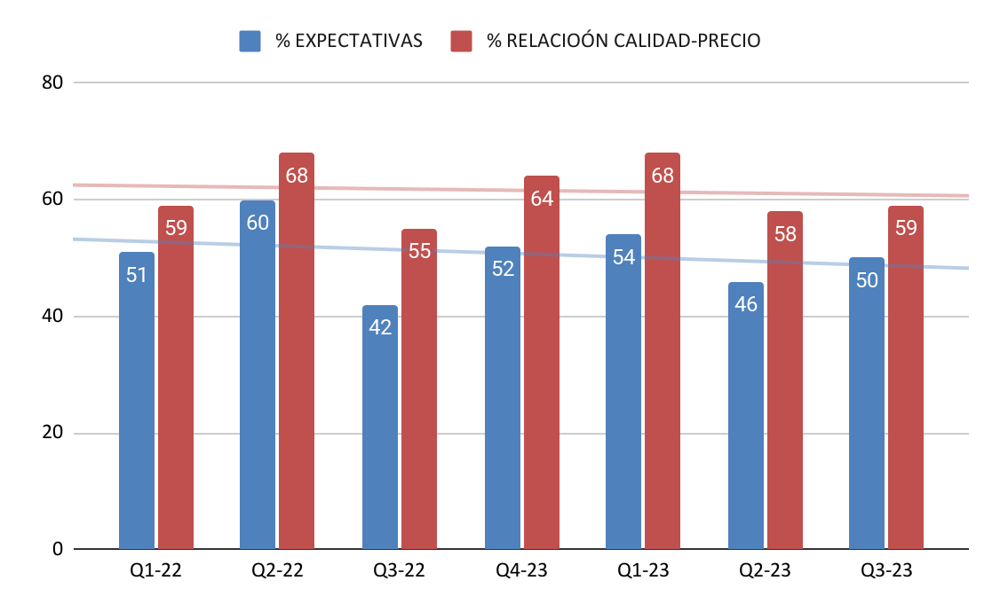 % EXPECTATIVAS % RELACIOÓN CALIDAD-PRECIO
80
60
40
20
0
51 59 60 68 42 55 52 64 54 68 46 58 50 59
Q1-22 Q2-22 Q3-22 Q4-23 Q1-23 Q2-23 Q3-23